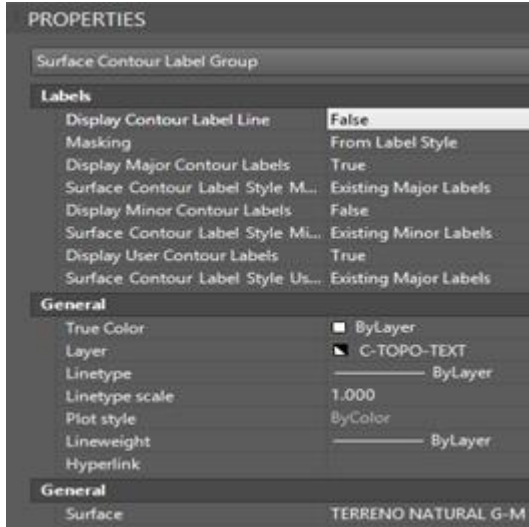 PROPERTIES
Surface Contour Label Group
Labels
Display Contour Label Line False
Masking From Label Style
Display Major Contour Labels True
Surface Contour Label Style M... Existing Major Labels
Display Minor Contour Labels False
Surface Contour Label Style Mi... Existing Minor Labels
Display User Contour Labels True
Surface Contour Label Style Us... Existing Major Labels
General
True Color ByLayer
Layer C-TOPO-TEXT
Linetype ByLayer
Linetype scale 1.000
Plot style ByColor
Lineweight ByLayer
Hyperlink
General
Surface TERRENO NATURAL G-M